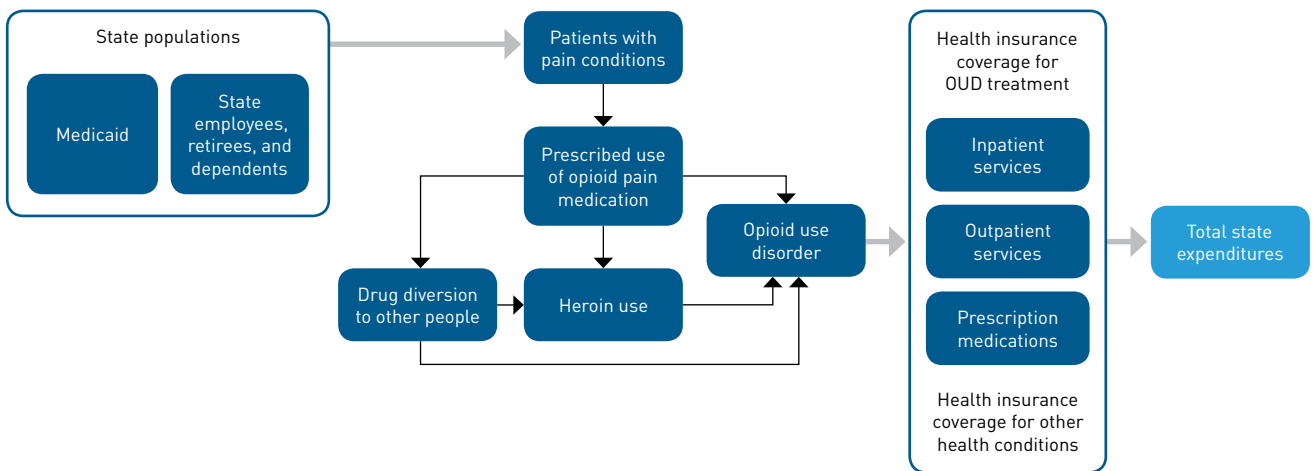 State populations
Medicaid
State
employees,
retirees, and
dependents
Patients with
pain conditions
Prescribed use
of opioid pain
medication
Drug diversion
to other people
Heroin use
Opioid use
disorder
Health insurance
coverage for
OUD treatment
Inpatient
services
Outpatient
services
Prescription
medications
Health insurance
coverage for other
health conditions
Total state
expenditures